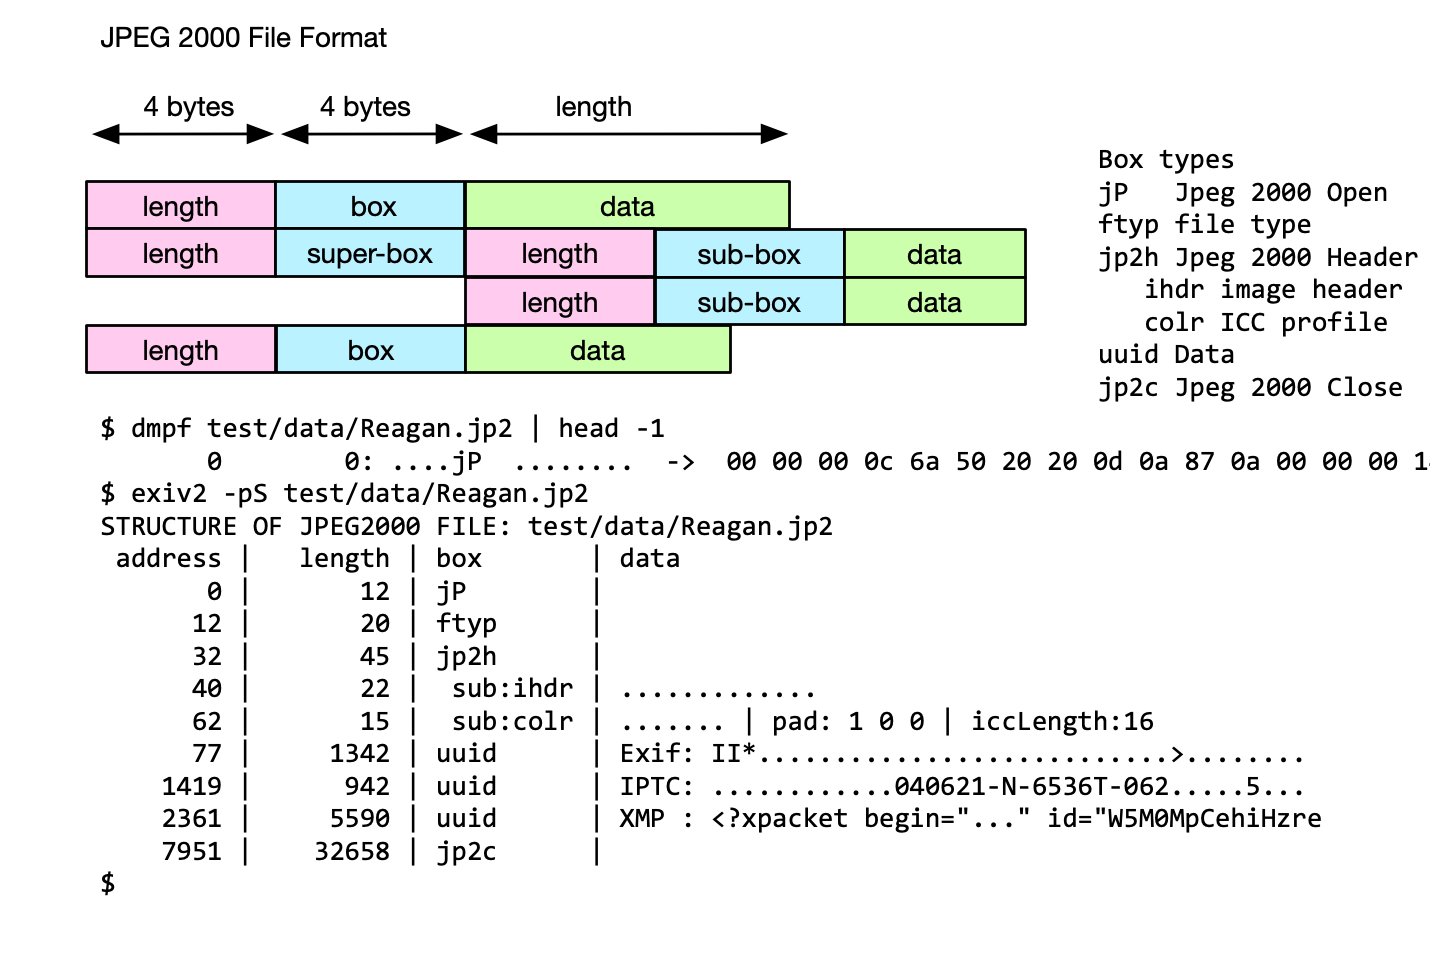 JPEG 2000 File Format
4 bytes 4 bytes length
length box data
length super-box length sub-box data
length sub-box data
length box data
Box types
jP   Jpeg 2000 Open
ftyp file type
jp2h Jpeg 2000 Header
   ihdr image header
   colr ICC profile
uuid Data
jp2c Jpeg 2000 Close
$ dmpf test/data/Reagan.jp2 | head -1
       0        0: ....jP  ........  ->  00 00 00 0c 6a 50 20 20 0d 0a 87 0a 00 00 00 14
$ exiv2 -pS test/data/Reagan.jp2
STRUCTURE OF JPEG2000 FILE: test/data/Reagan.jp2
 address |   length | box       | data
       0 |       12 | jP        |
      12 |       20 | ftyp      |
      32 |       45 | jp2h      |
      40 |       22 |  sub:ihdr | .............
      62 |       15 |  sub:colr | ....... | pad: 1 0 0 | iccLength:16
      77 |     1342 | uuid      | Exif: II*...........................>........
    1419 |      942 | uuid      | IPTC: ............040621-N-6536T-062.....5...
    2361 |     5590 | uuid      | XMP : <?xpacket begin="..." id="W5M0MpCehiHzre
    7951 |    32658 | jp2c      |
$